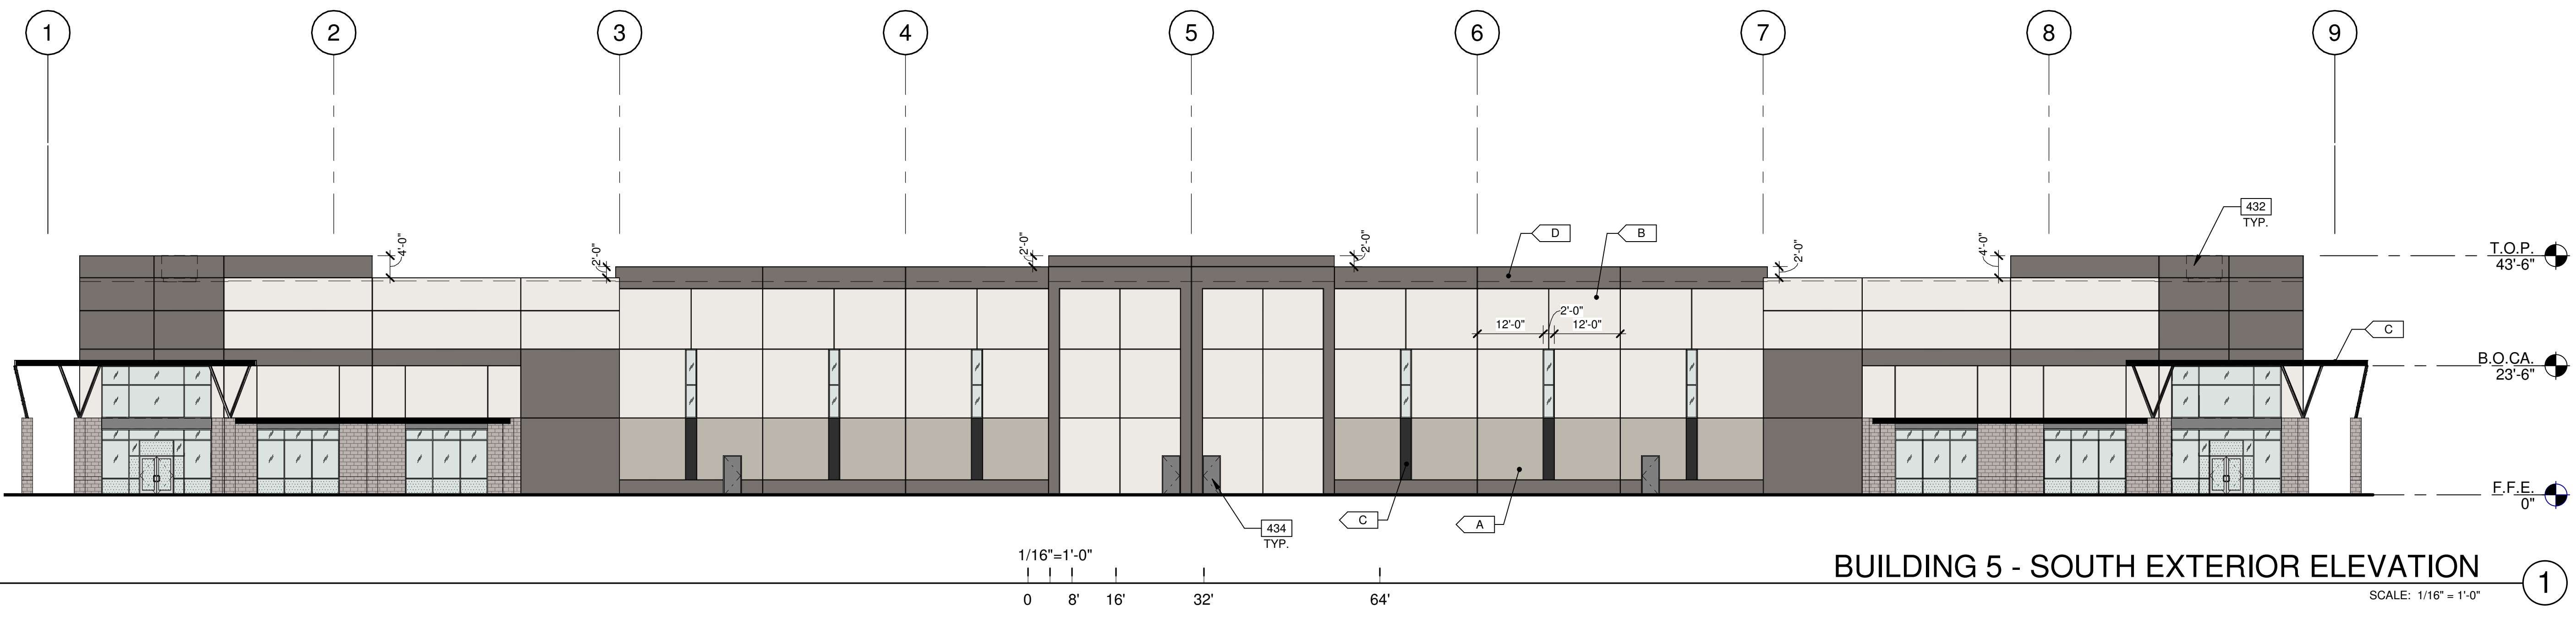 1 2 3 4 5 6 7 8 9
432
TYP.
D
B
4'-0"
2'-0"
2'-0"
2'-0"
2'-0"
4'-0"
T.O.P.
43'-6"
2'-0"
12'-0"
12'-0"
C
B.O.CA.
23'-6"
F.F.E.
0"
C
A
434
TYP.
1/16"=1'-0"
0 8' 16' 32' 64'
BUILDING 5 - SOUTH EXTERIOR ELEVATION
1
SCALE: 1/16" = 1'-0"